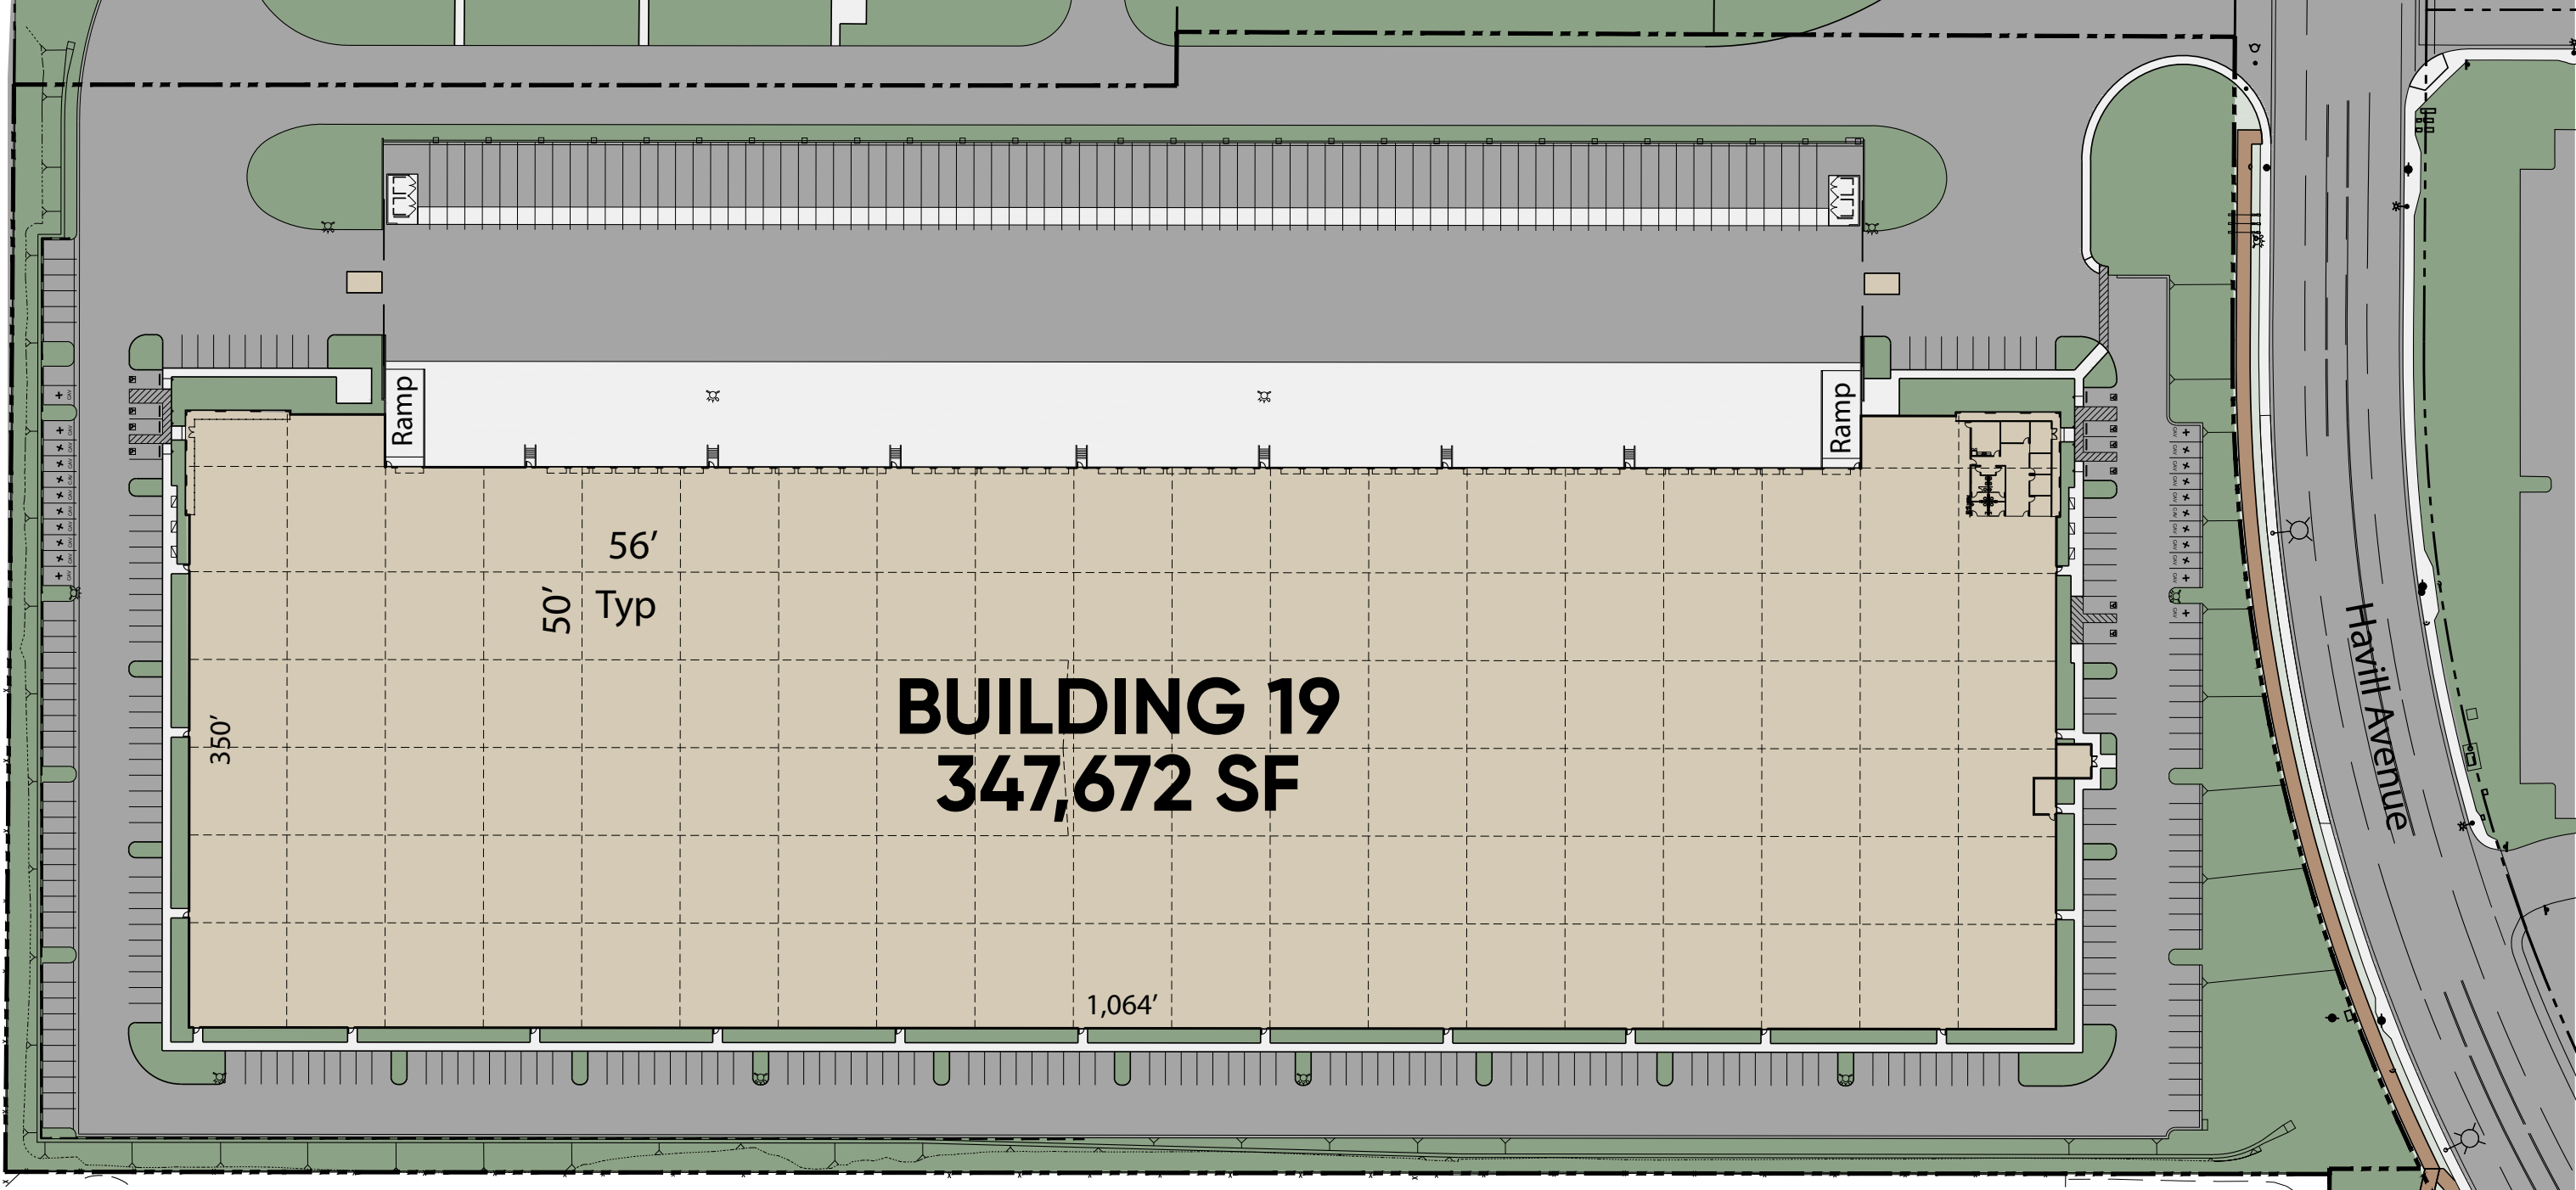 Ramp
Ramp
56’
50’
Typ
BUILDING 19
347,672 SF
350’
1,064’
Havill Avenue